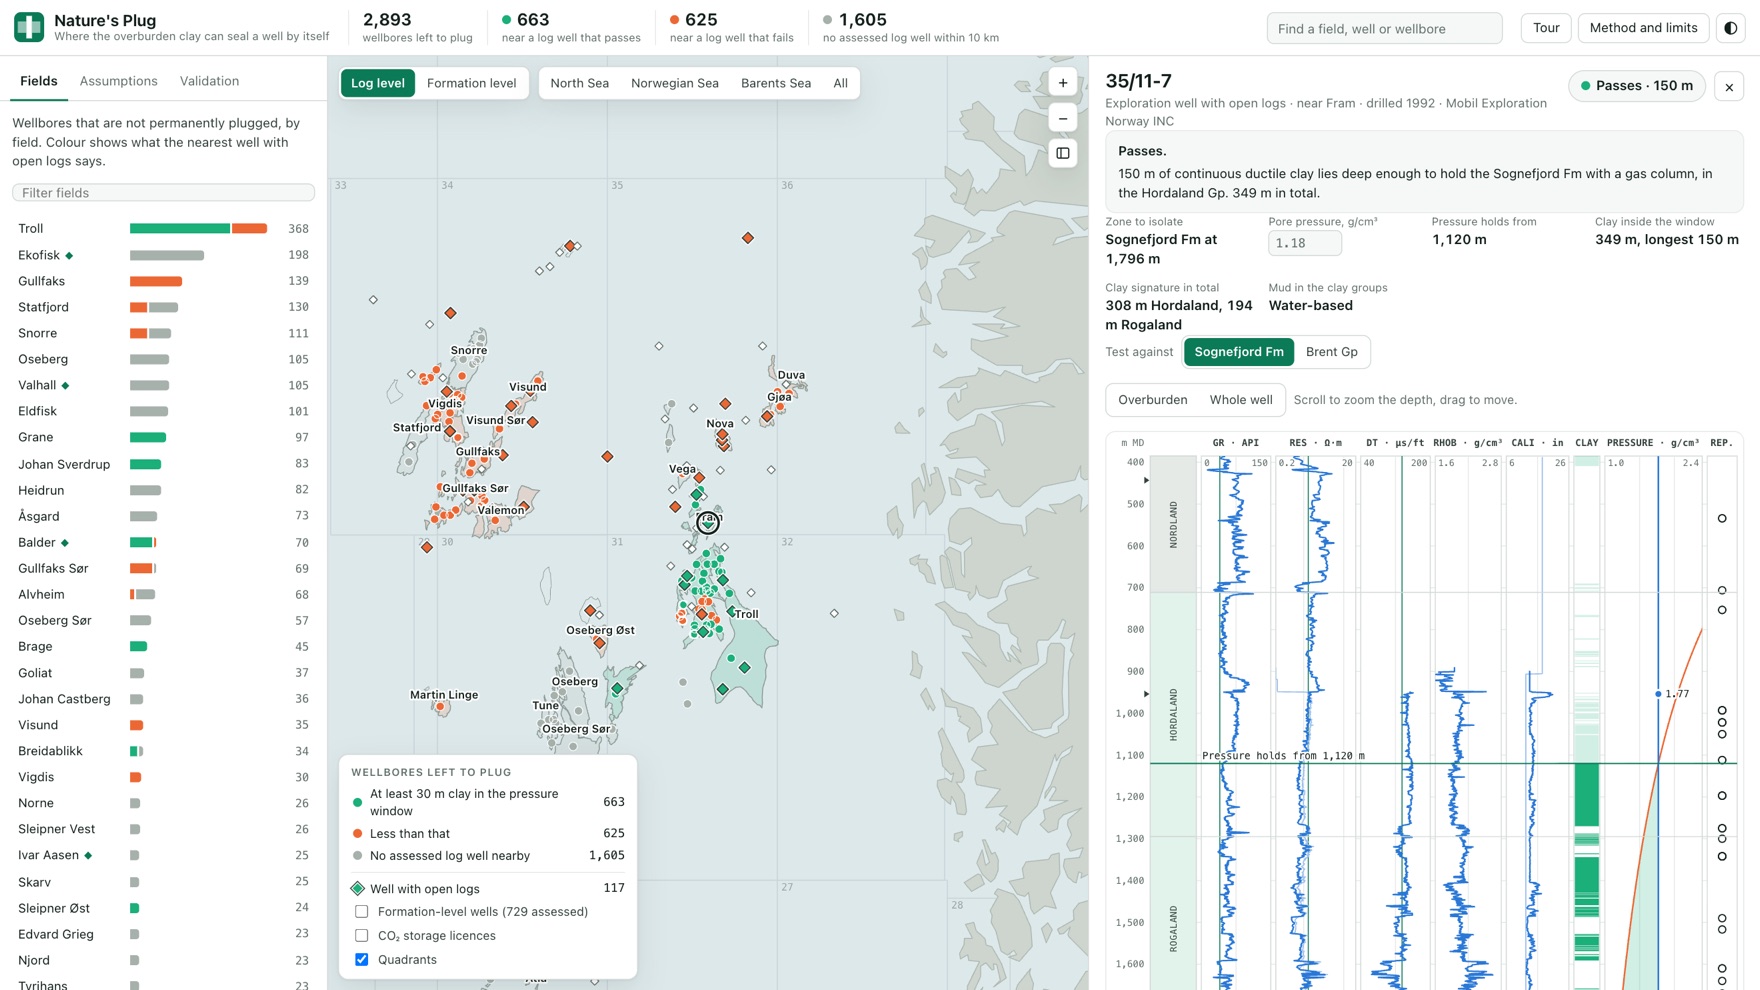 Nature's Plug
Where the overburden clay can seal a well by itself
2,893
wellbores left to plug
663
near a log well that passes
625
near a log well that fails
1,605
no assessed log well within 10 km
Find a field, well or wellbore
Tour
Method and limits
Fields
Assumptions
Validation
Wellbores that are not permanently plugged, by
field. Colour shows what the nearest well with
open logs says.
Filter fields
Troll 368
Ekofisk 198
Gullfaks 139
Statfjord 130
Snorre 111
Oseberg 105
Valhall 105
Eldfisk 101
Grane 97
Johan Sverdrup 83
Heidrun 82
Åsgard 73
Balder 70
Gullfaks Sør 69
Alvheim 68
Oseberg Sør 57
Brage 45
Goliat 37
Johan Castberg 36
Visund 35
Breidablikk 34
Vigdis 30
Norne 26
Sleipner Vest 26
Ivar Aasen 25
Skarv 25
Sleipner Øst 24
Edvard Grieg 23
Njord 23
Tyrihans 23
Log level
Formation level
North Sea
Norwegian Sea
Barents Sea
All
+
−
33
34
35
36
Snorre
Visund
Duva
Gjøa
Vigdis
Statfjord
Visund Sør
Nova
Gullfaks
Vega
Gullfaks Sør
Valemon
Fram
29
30
31
32
Troll
Oseberg Øst
Oseberg
Martin Linge
Tune
Oseberg Sør
27
28
WELLBORES LEFT TO PLUG
At least 30 m clay in the pressure
window
663
Less than that 625
No assessed log well nearby 1,605
Well with open logs 117
Formation-level wells (729 assessed)
CO₂ storage licences
Quadrants
35/11-7
Exploration well with open logs · near Fram · drilled 1992 · Mobil Exploration
Norway INC
Passes · 150 m
×
Passes.
150 m of continuous ductile clay lies deep enough to hold the Sognefjord Fm with a gas column, in
the Hordaland Gp. 349 m in total.
Zone to isolate
Sognefjord Fm at
1,796 m
Pore pressure, g/cm³
1.18
Pressure holds from
1,120 m
Clay inside the window
349 m, longest 150 m
Clay signature in total
308 m Hordaland, 194
m Rogaland
Mud in the clay groups
Water-based
Test against
Sognefjord Fm
Brent Gp
Overburden
Whole well
Scroll to zoom the depth, drag to move.
m MD
GR · API
RES · Ω·m
DT · µs/ft
RHOB · g/cm³
CALI · in
CLAY
PRESSURE · g/cm³
REP.
0 150
0.2 20
40 200
1.6 2.8
6 26
1.0 2.4
400
500
600
700
800
900
1,000
1,100
1,200
1,300
1,400
1,500
1,600
NORDLAND
HORDALAND
ROGALAND
1.77
Pressure holds from 1,120 m